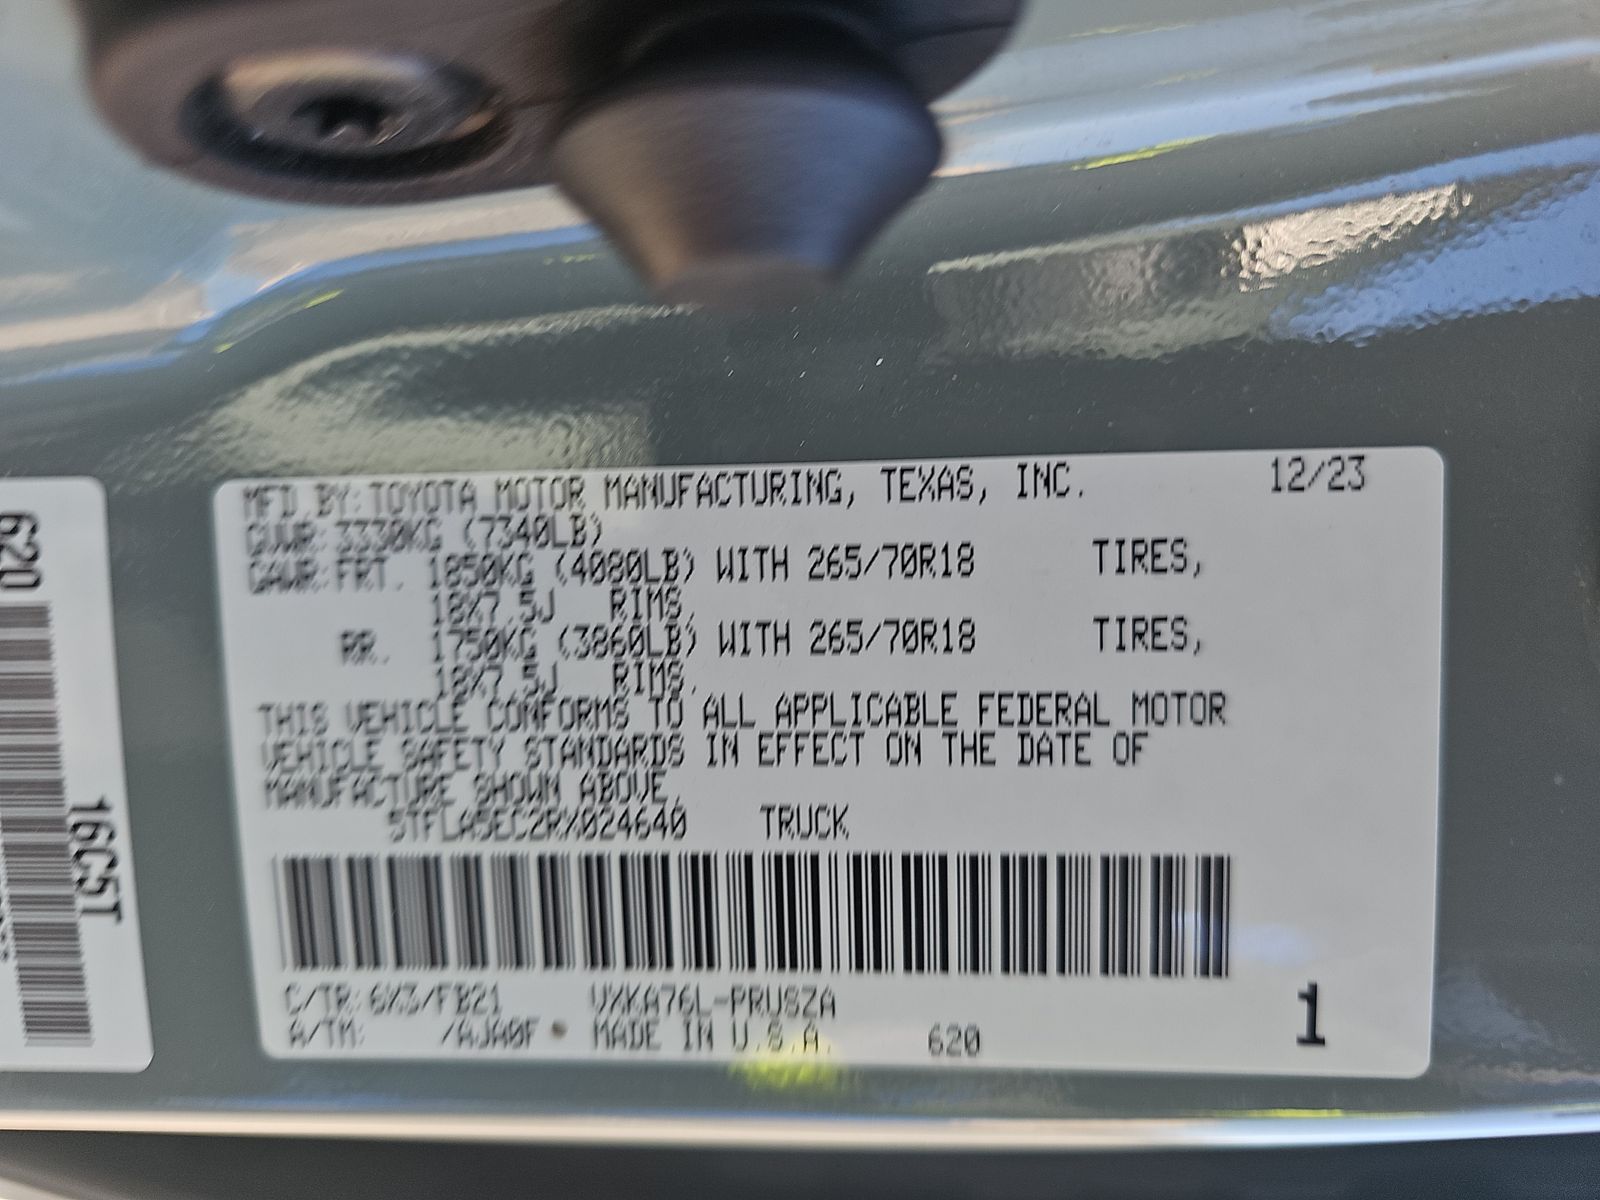 MFD.BY:TOYOTA MOTOR MANUFACTURING, TEXAS, INC. 12/23
GVWR:3330KG (7340LB)
GAWR:FRT. 1850KG (4080LB) WITH 265/70R18 TIRES,
18X7.5J RIMS,
RR. 1750KG (3860LB) WITH 265/70R18 TIRES,
18X7.5J RIMS,
THIS VEHICLE CONFORMS TO ALL APPLICABLE FEDERAL MOTOR
VEHICLE SAFETY STANDARDS IN EFFECT ON THE DATE OF
MANUFACTURE SHOWN ABOVE.
5TFLA5EC2RX024640 TRUCK
C/TR:6X3/FB21 VXKA76L-PRUSZA
A/TM: /AJA0F MADE IN U.S.A. 620
1
620
16C5T